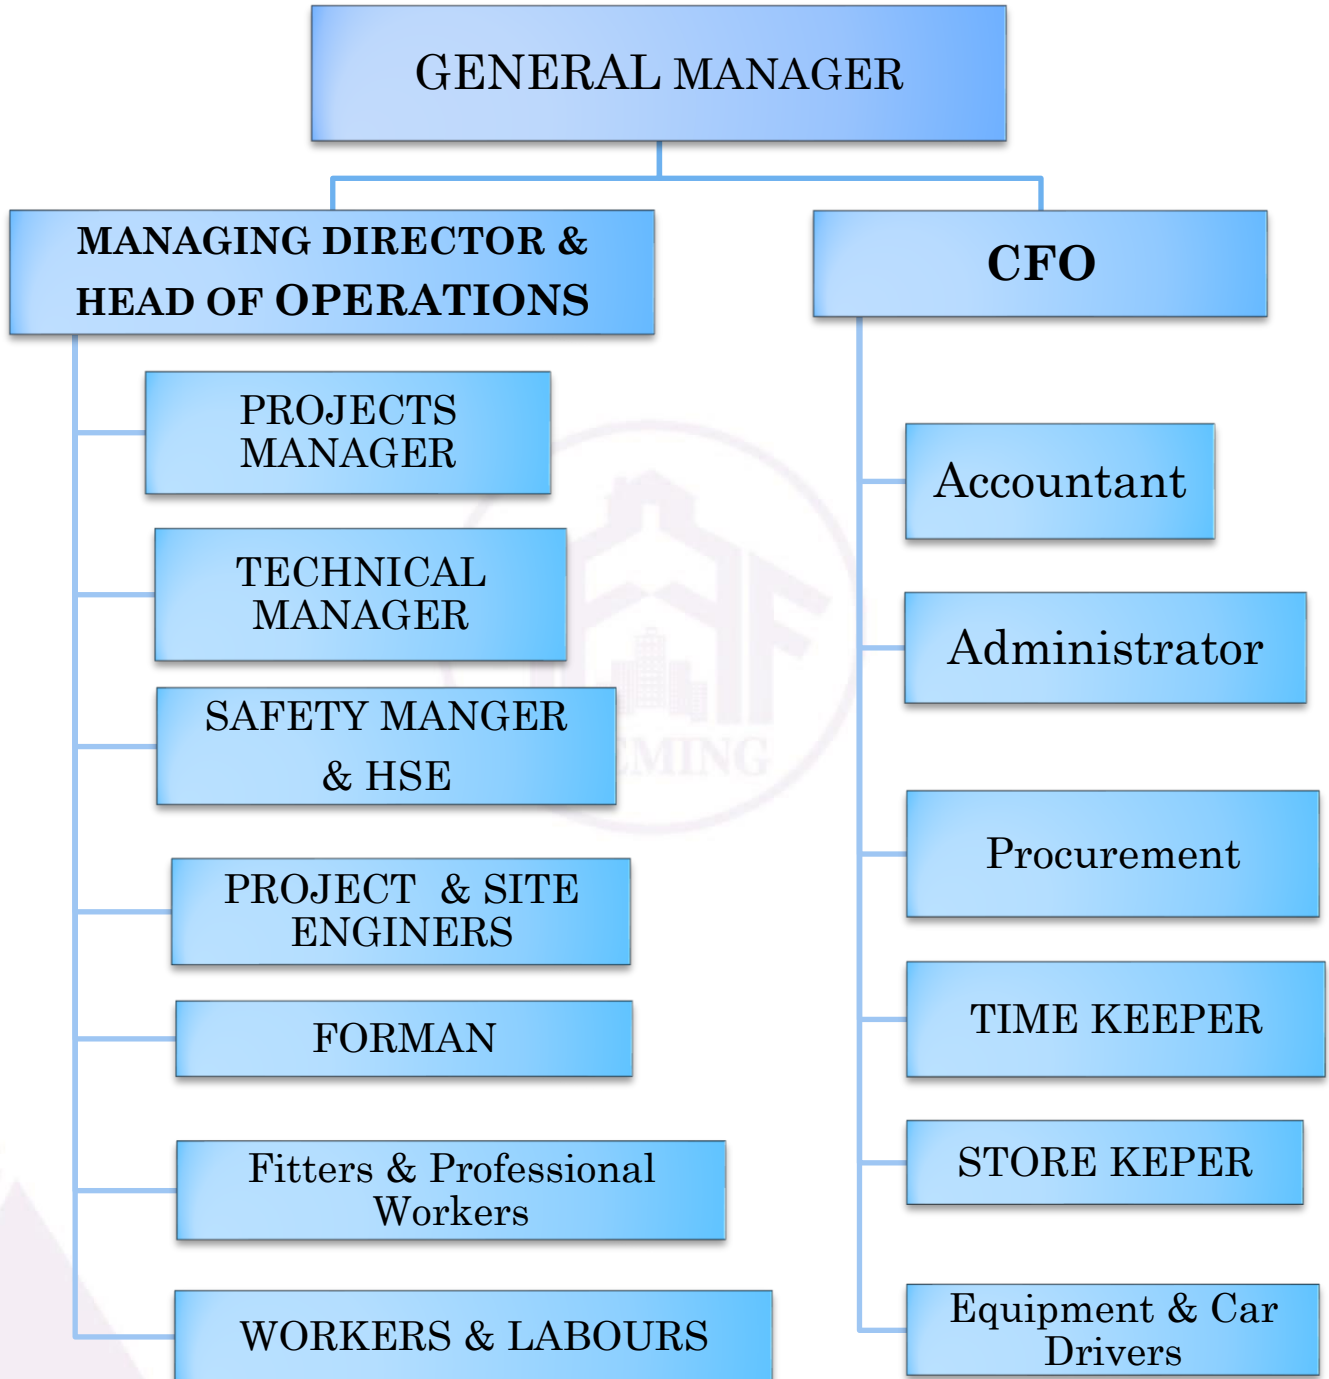 GENERAL MANAGER
MANAGING DIRECTOR &
HEAD OF OPERATIONS
PROJECTS
MANAGER
TECHNICAL
MANAGER
SAFETY MANGER
& HSE
PROJECT & SITE
ENGINERS
FORMAN
Fitters & Professional
Workers
WORKERS & LABOURS
CFO
Accountant
Administrator
Procurement
TIME KEEPER
STORE KEPER
Equipment & Car
Drivers